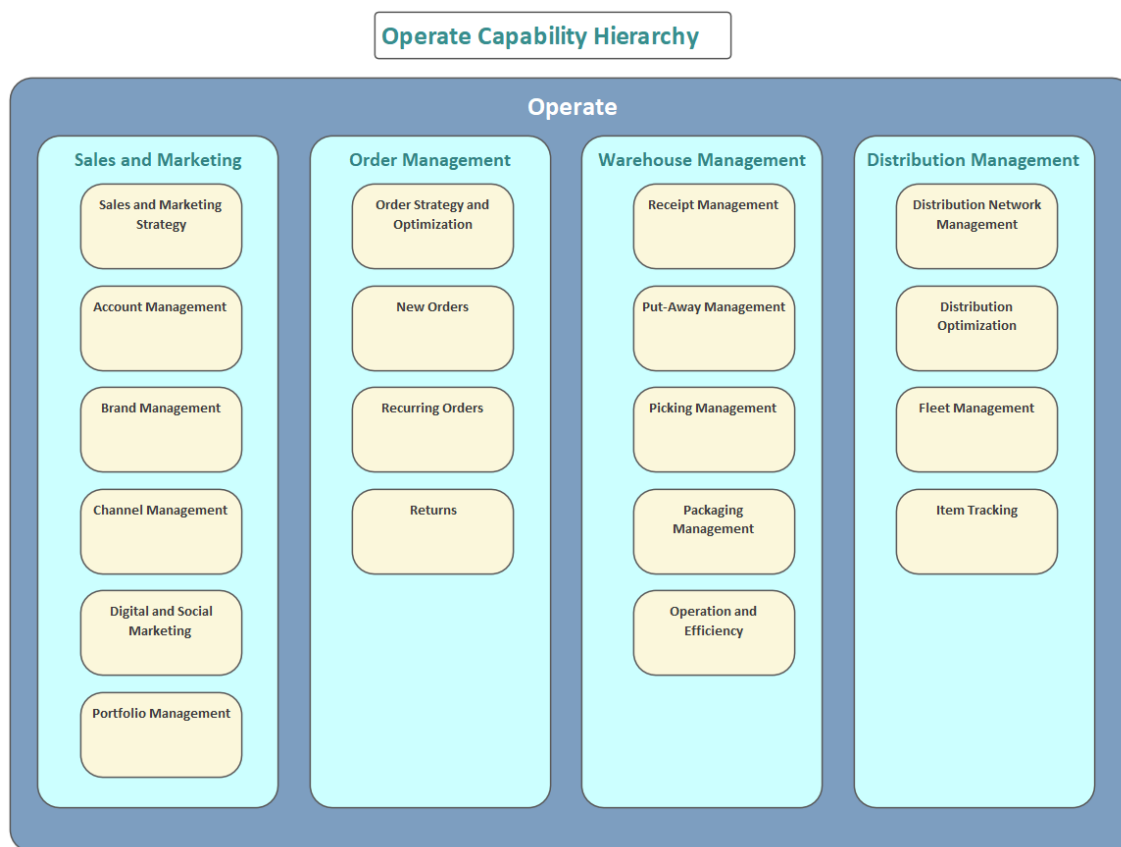 Operate Capability Hierarchy
Operate
Sales and Marketing
Sales and Marketing
Strategy
Account Management
Brand Management
Channel Management
Digital and Social
Marketing
Portfolio Management
Order Management
Order Strategy and
Optimization
New Orders
Recurring Orders
Returns
Warehouse Management
Receipt Management
Put-Away Management
Picking Management
Packaging
Management
Operation and
Efficiency
Distribution Management
Distribution Network
Management
Distribution
Optimization
Fleet Management
Item Tracking